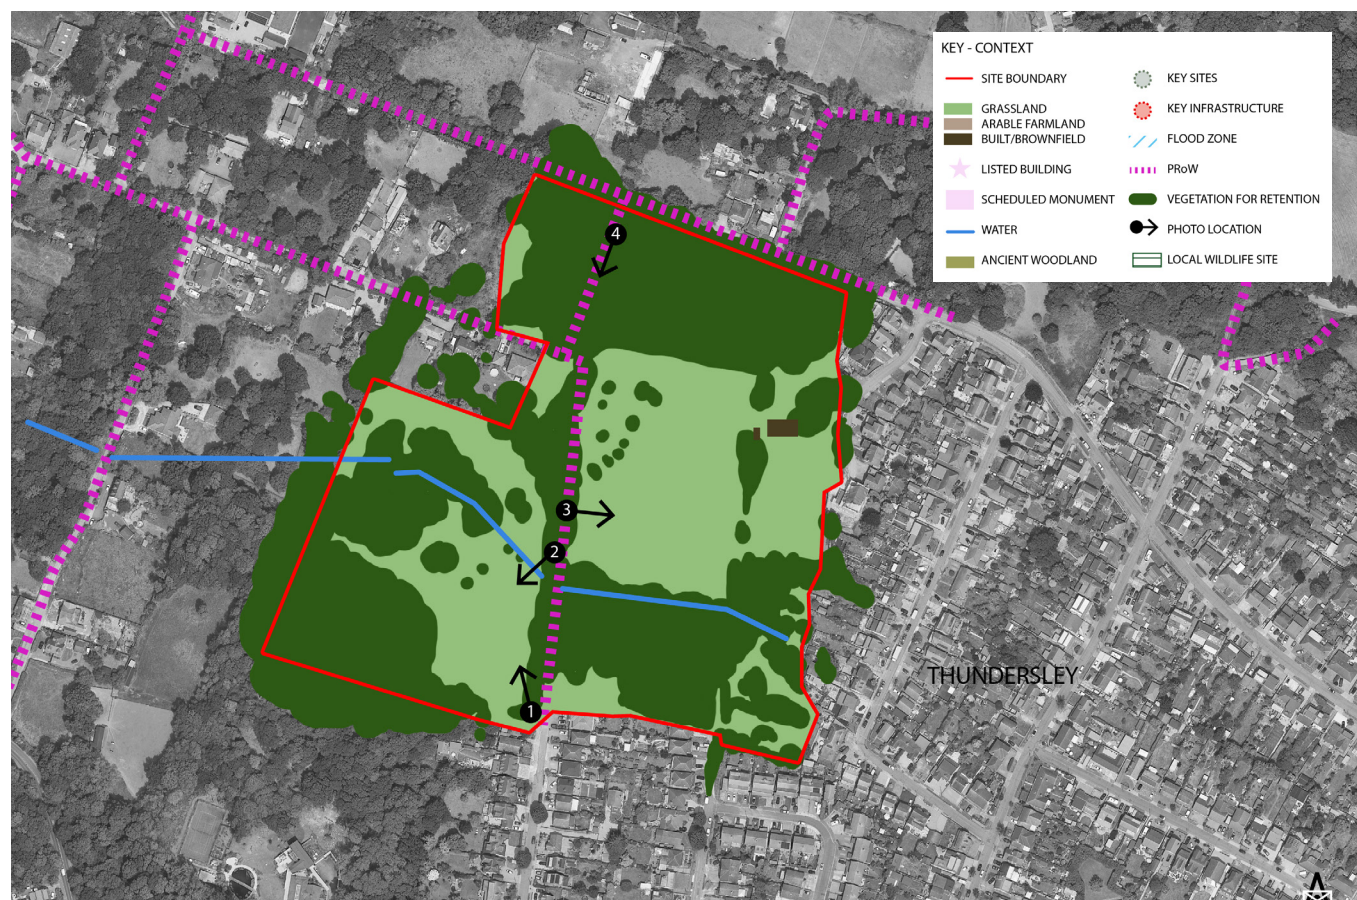 KEY - CONTEXT
SITE BOUNDARY
GRASSLAND
ARABLE FARMLAND
BUILT/BROWNFIELD
LISTED BUILDING
SCHEDULED MONUMENT
WATER
ANCIENT WOODLAND
KEY SITES
KEY INFRASTRUCTURE
FLOOD ZONE
PRoW
VEGETATION FOR RETENTION
PHOTO LOCATION
LOCAL WILDLIFE SITE
4
3
2
1
THUNDERSLEY